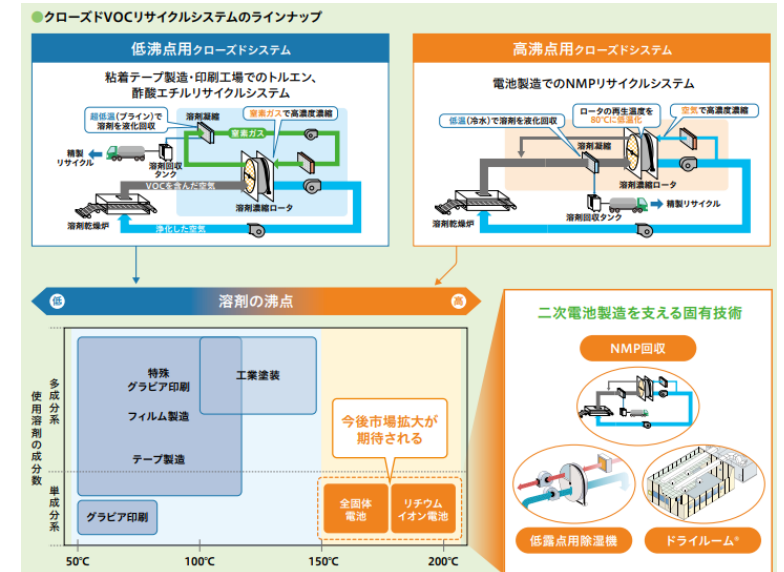 ●クローズドVOCリサイクルシステムのラインナップ
低沸点用クローズドシステム
粘着テープ製造・印刷工場でのトルエン、
酢酸エチルリサイクルシステム
超低温(ブライン)で
溶剤を液化回収
溶剤凝縮
窒素ガスで高濃度濃縮
窒素ガス
精製
リサイクル
溶剤回収
タンク
VOCを含んだ空気
溶剤濃縮ロータ
溶剤乾燥炉
浄化した空気
高沸点用クローズドシステム
電池製造でのNMPリサイクルシステム
低温(冷水)で溶剤を液化回収
ロータの再生温度を
80℃に低温化
空気で高濃度濃縮
溶剤凝縮
溶剤濃縮ロータ
溶剤乾燥炉
溶剤回収タンク
精製リサイクル
低
溶剤の沸点
高
使用溶剤の成分数
多成分系
単成分系
特殊
グラビア印刷
工業塗装
フィルム製造
テープ製造
グラビア印刷
今後市場拡大が
期待される
全固体
電池
リチウム
イオン電池
50℃
100℃
150℃
200℃
二次電池製造を支える固有技術
NMP回収
低露点用除湿機
ドライルーム®